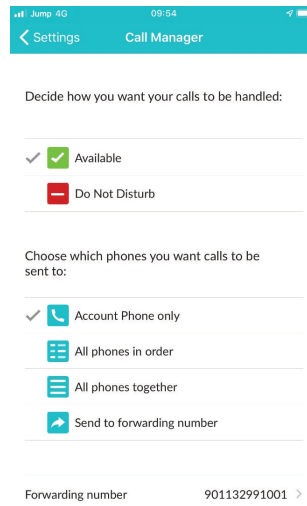 Jump 4G 09:54
Settings Call Manager
Decide how you want your calls to be handled:
Available
Do Not Disturb
Choose which phones you want calls to be
sent to:
Account Phone only
All phones in order
All phones together
Send to forwarding number
Forwarding number 901132991001